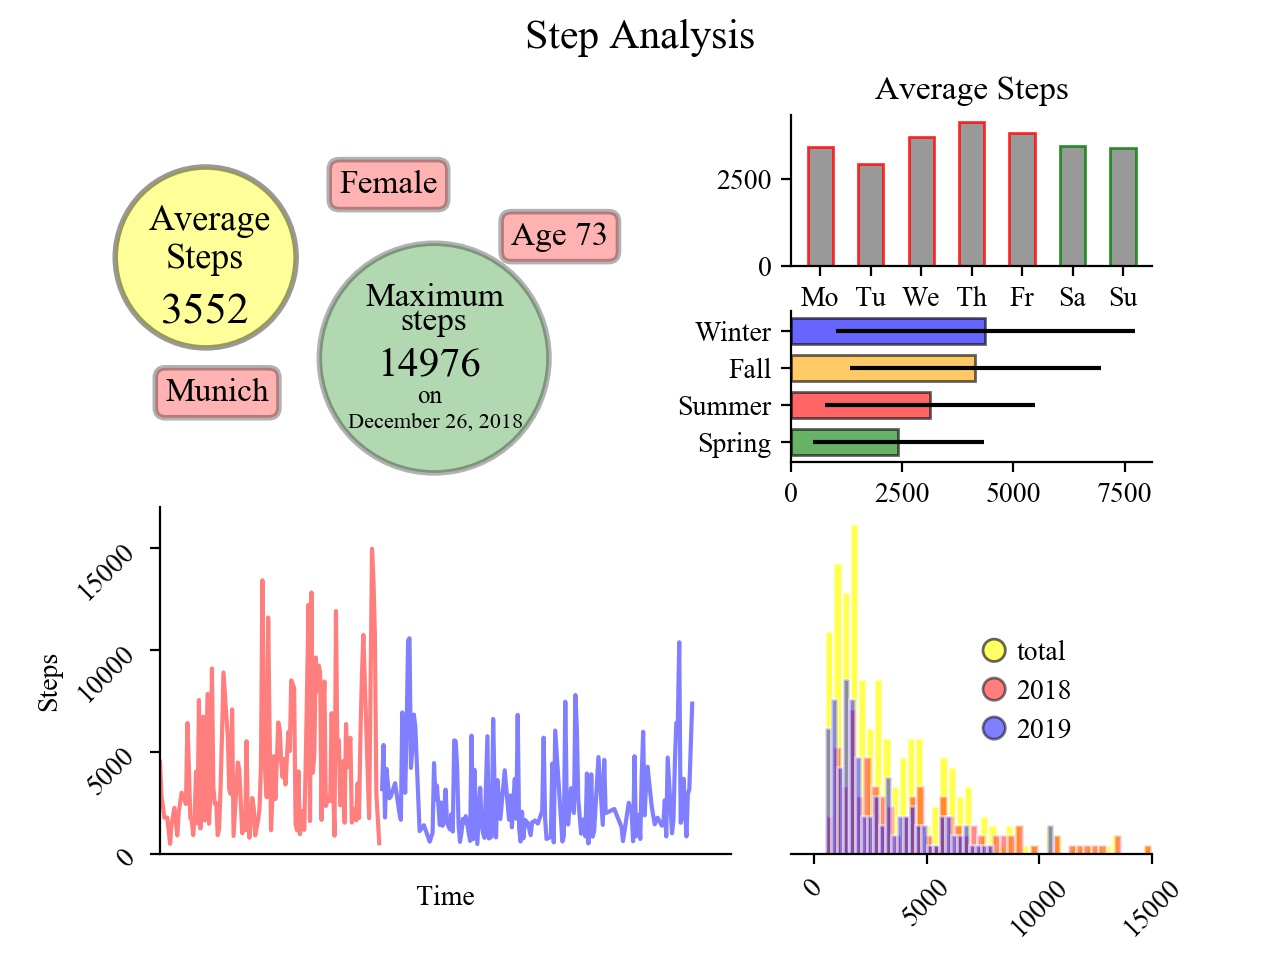 Step Analysis
Average
Steps
3552
Female
Age 73
Maximum
steps
14976
on
December 26, 2018
Munich
Average Steps
2500
0
Mo Tu We Th Fr Sa Su
Winter
Fall
Summer
Spring
0 2500 5000 7500
15000
10000
5000
0
Steps
Time
total
2018
2019
0 5000 10000 15000